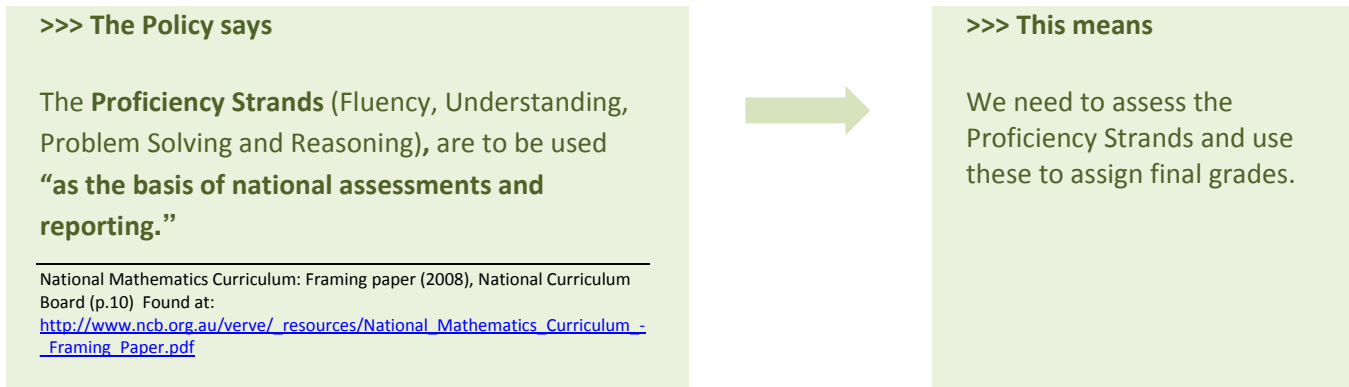 >>> The Policy says
The Proficiency Strands (Fluency, Understanding,
Problem Solving and Reasoning), are to be used
“as the basis of national assessments and
reporting.”
National Mathematics Curriculum: Framing paper (2008), National Curriculum
Board (p.10)  Found at:
http://www.ncb.org.au/verve/_resources/National_Mathematics_Curriculum_-
_Framing_Paper.pdf
>>> This means
We need to assess the
Proficiency Strands and use
these to assign final grades.